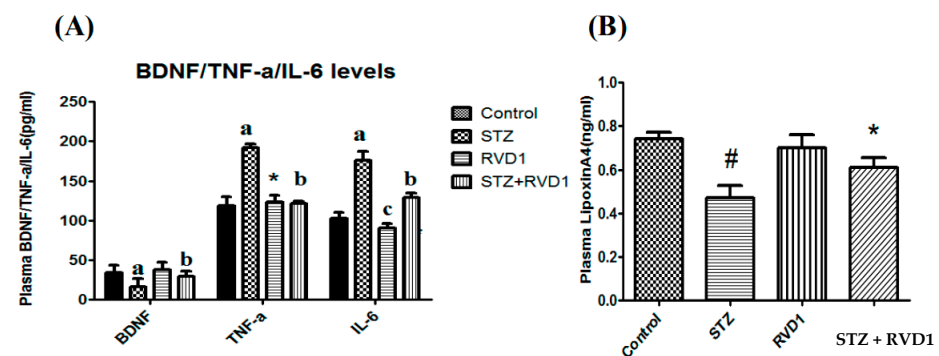 (A)
BDNF/TNF-a/IL-6 levels
Plasma BDNF/TNF-a/IL-6(pg/ml)
250
200
150
100
50
0
a
b
a
*
b
a
c
b
BDNF
TNF-a
IL-6
Control
STZ
RVD1
STZ+RVD1
(B)
Plasma LipoxinA4(ng/ml)
1.0
0.8
0.6
0.4
0.2
0.0
#
*
Control
STZ
RVD1
STZ + RVD1